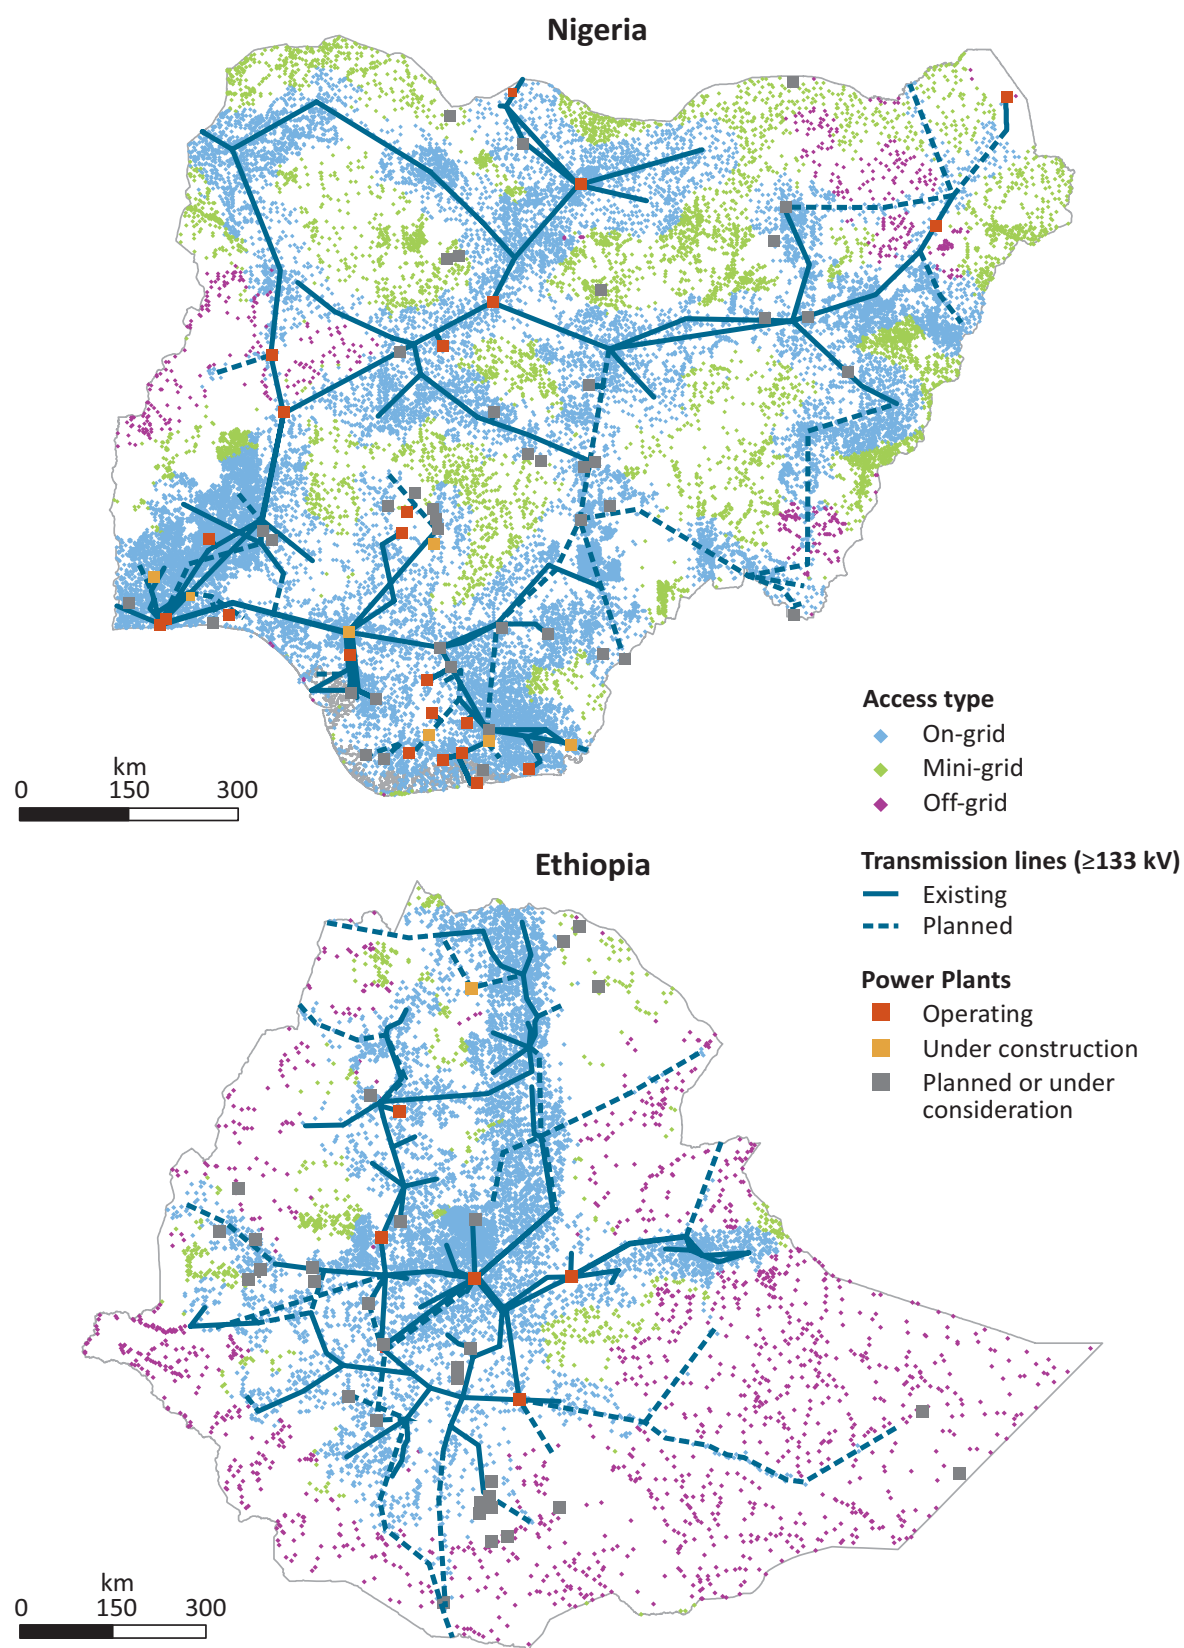 Nigeria
Access type
On-grid
Mini-grid
Off-grid
km
0 150 300
Ethiopia
Transmission lines (≥133 kV)
Existing
Planned
Power Plants
Operating
Under construction
Planned or under
consideration
km
0 150 300